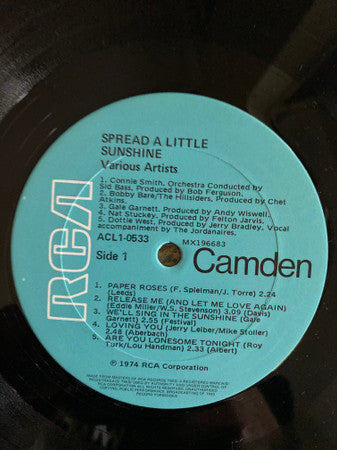 SPREAD A LITTLE
SUNSHINE
Various Artists
1. Connie Smith, Orchestra Conducted by
Sid Bass, Produced by Bob Ferguson,
2. Bobby Bare/The Hillsiders, Produced by Chet
Atkins,
3. Gale Garnett, Produced by Andy Wiswell,
4. Nat Stuckey, Produced by Felton Jarvis,
5. Dottie West, Produced by Jerry Bradley, Vocal
accompaniment by The Jordanaires.
ACL1-0533
MX196683
Side 1
RCA
Camden
1. PAPER ROSES (F. Spielman/J. Torre) 2.24
(Leeds)
2. RELEASE ME (AND LET ME LOVE AGAIN)
(Eddie Miller/W.S. Stevenson) 3.09 (Davis)
3. WE'LL SING IN THE SUNSHINE (Gale
Garnett) 2.55 (Festival)
4. LOVING YOU (Jerry Leiber/Mike Stoller)
2.48 (Aberbach)
5. ARE YOU LONESOME TONIGHT (Roy
Turk/Lou Handman) 2.33 (Albert)
℗ 1974 RCA Corporation